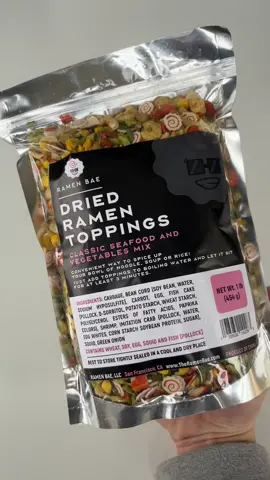 RAMEN BAE
DRIED
RAMEN
TOPPINGS
CLASSIC SEAFOOD AND
VEGETABLES MIX
CONVENIENT WAY TO SPICE UP
YOUR BOWL OF NOODLE, SOUP OR RICE!
JUST ADD TOPPINGS TO BOILING WATER AND LET IT SIT
FOR AT LEAST 3 MINUTES.
INGREDIENTS: CABBAGE, BEAN CURD (SOY BEAN, WATER,
SODIUM HYPOSULFITE), CARROT, EGG, FISH CAKE
(POLLOCK, D-SORBITOL, POTATO STARCH, WHEAT STARCH,
POLYGLYCEROL ESTERS OF FATTY ACIDS, PAPRIKA
COLOR), SHRIMP, IMITATION CRAB (POLLOCK, WATER,
EGG WHITES, CORN STARCH SOYBEAN PROTEIN, SUGAR),
SQUID, GREEN ONION
CONTAINS WHEAT, SOY, EGG, SQUID AND FISH (POLLOCK)
BEST TO STORE TIGHTLY SEALED IN A COOL AND DRY PLACE
NET Wt. 1 lb
(454 g)
RAMEN BAE, LLC San Francisco, CA www.theRamenBae.com